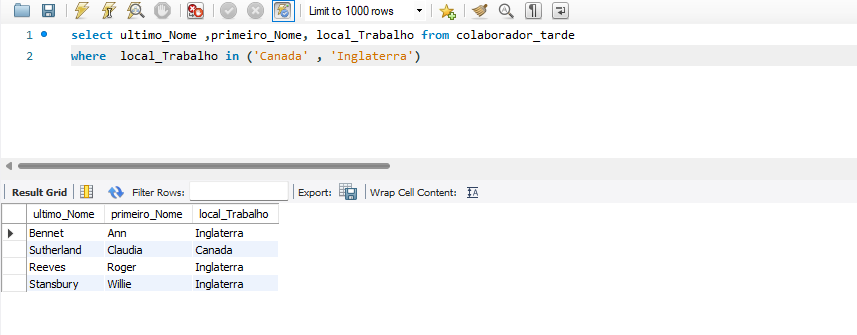 Limit to 1000 rows
1 select ultimo_Nome ,primeiro_Nome, local_Trabalho from colaborador_tarde
2 where  local_Trabalho in ('Canada' , 'Inglaterra')
Result Grid Filter Rows: Export: Wrap Cell Content:
ultimo_Nome primeiro_Nome local_Trabalho
Bennet Ann Inglaterra
Sutherland Claudia Canada
Reeves Roger Inglaterra
Stansbury Willie Inglaterra